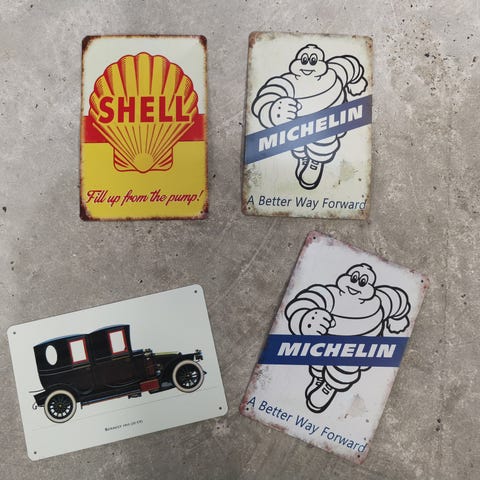 SHELL
Fill up from the pump!
MICHELIN
A Better Way Forward
MICHELIN
A Better Way Forward